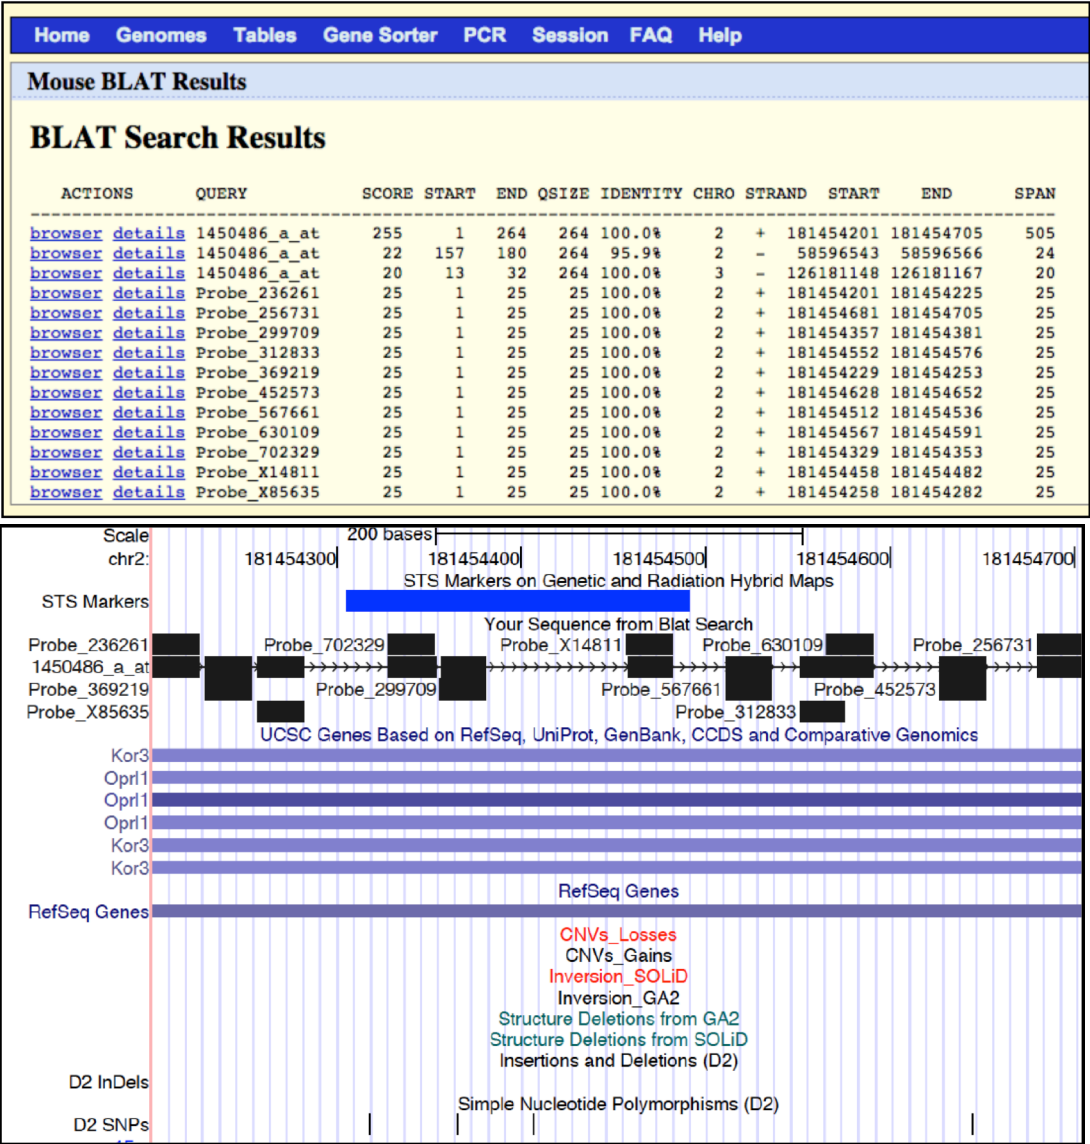 Home Genomes Tables Gene Sorter PCR Session FAQ Help
Mouse BLAT Results
BLAT Search Results
ACTIONS QUERY SCORE START END QSIZE IDENTITY CHRO STRAND START END SPAN
browser details 1450486_a_at 255 1 264 264 100.0% 2 + 181454201 181454705 505
browser details 1450486_a_at 22 157 180 264 95.9% 2 - 58596543 58596566 24
browser details 1450486_a_at 20 13 32 264 100.0% 3 - 126181148 126181167 20
browser details Probe_236261 25 1 25 25 100.0% 2 + 181454201 181454225 25
browser details Probe_256731 25 1 25 25 100.0% 2 + 181454681 181454705 25
browser details Probe_299709 25 1 25 25 100.0% 2 + 181454357 181454381 25
browser details Probe_312833 25 1 25 25 100.0% 2 + 181454552 181454576 25
browser details Probe_369219 25 1 25 25 100.0% 2 + 181454229 181454253 25
browser details Probe_452573 25 1 25 25 100.0% 2 + 181454628 181454652 25
browser details Probe_567661 25 1 25 25 100.0% 2 + 181454512 181454536 25
browser details Probe_630109 25 1 25 25 100.0% 2 + 181454567 181454591 25
browser details Probe_702329 25 1 25 25 100.0% 2 + 181454329 181454353 25
browser details Probe_X14811 25 1 25 25 100.0% 2 + 181454458 181454482 25
browser details Probe_X85635 25 1 25 25 100.0% 2 + 181454258 181454282 25
Scale 200 bases
chr2: 181454300 181454400 181454500 181454600 181454700
STS Markers on Genetic and Radiation Hybrid Maps
STS Markers
Your Sequence from Blat Search
Probe_236261 Probe_702329 Probe_X14811 Probe_630109 Probe_256731
1450486_a_at
Probe_369219 Probe_299709 Probe_567661 Probe_452573
Probe_X85635 Probe_312833
UCSC Genes Based on RefSeq, UniProt, GenBank, CCDS and Comparative Genomics
Kor3
Oprl1
Oprl1
Oprl1
Kor3
Kor3
RefSeq Genes
RefSeq Genes
CNVs_Losses
CNVs_Gains
Inversion_SOLiD
Inversion_GA2
Structure Deletions from GA2
Structure Deletions from SOLiD
Insertions and Deletions (D2)
D2 InDels
Simple Nucleotide Polymorphisms (D2)
D2 SNPs